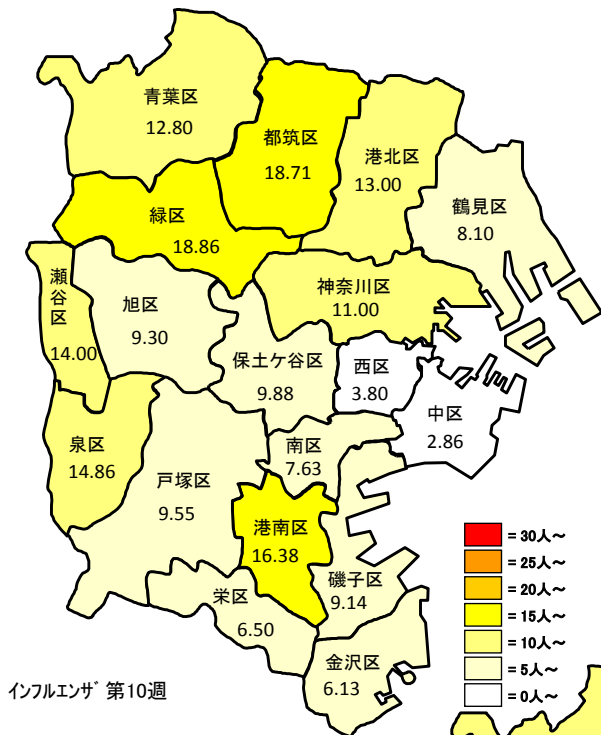 青葉区
12.80
都筑区
18.71
港北区
13.00
鶴見区
8.10
緑区
18.86
瀬谷区
14.00
旭区
9.30
神奈川区
11.00
保土ケ谷区
9.88
西区
3.80
中区
2.86
泉区
14.86
戸塚区
9.55
南区
7.63
港南区
16.38
磯子区
9.14
栄区
6.50
金沢区
6.13
=30人~
=25人~
=20人~
=15人~
=10人~
=5人~
=0人~
インフルエンザ 第10週